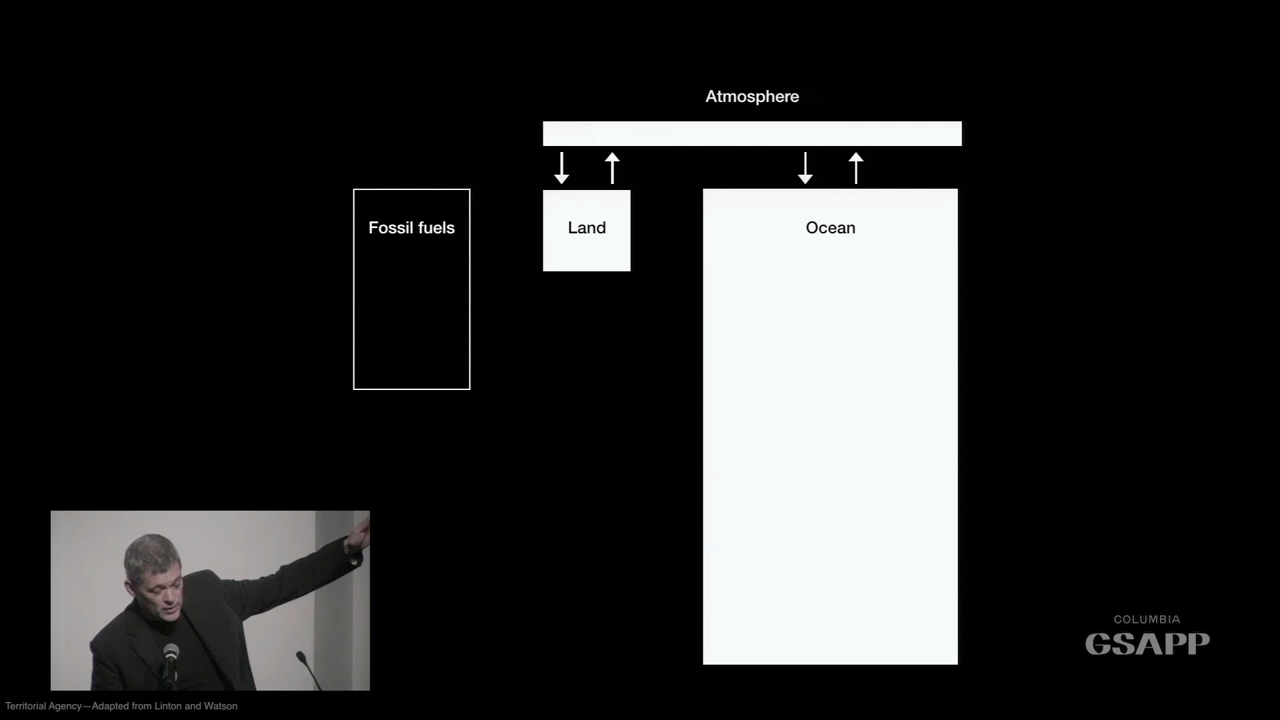 Atmosphere
Fossil fuels
Land
Ocean
COLUMBIA
GSAPP
Territorial Agency—Adapted from Linton and Watson